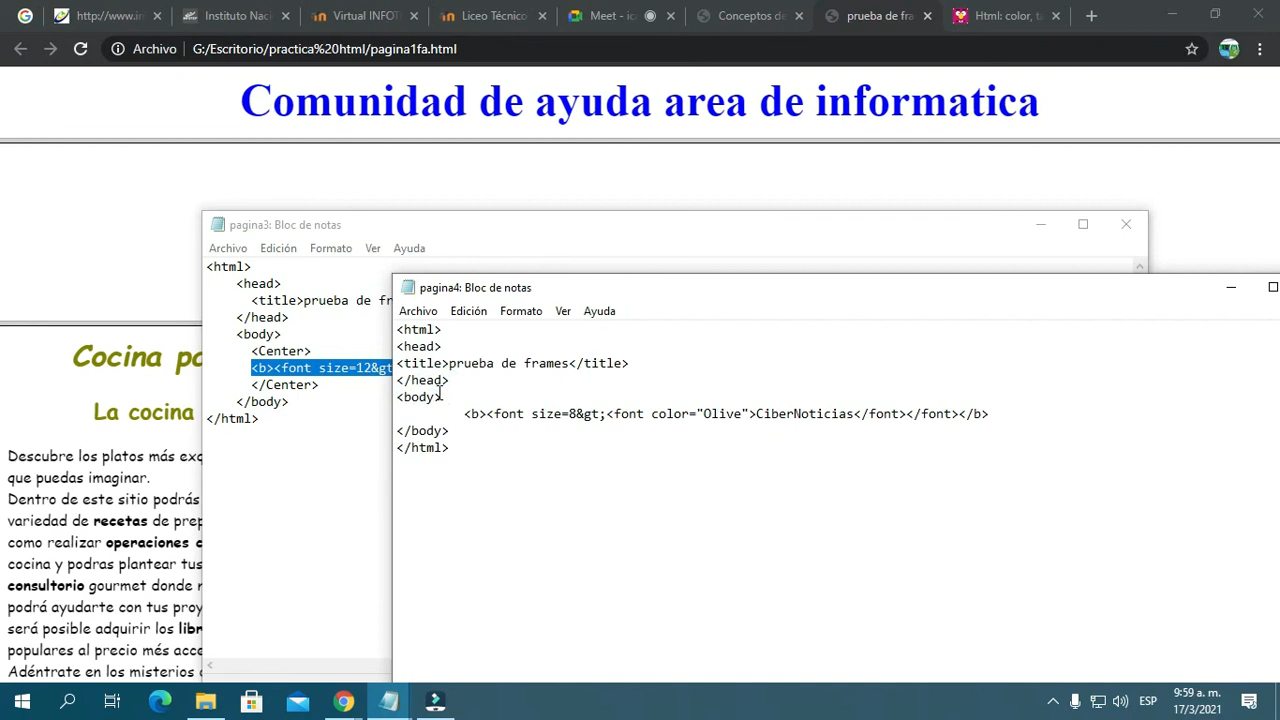 http://www.in
Instituto Nac
Virtual INFOT
Liceo Técnico
Meet - ic
Conceptos de
prueba de fra
Html: color, ta
Archivo G:/Escritorio/practica%20html/pagina1fa.html
Comunidad de ayuda area de informatica
pagina3: Bloc de notas
Archivo Edición Formato Ver Ayuda
<html>
<head>
<title>prueba de fr
</head>
<body>
<Center>
<b><font size=12&gt
</Center>
</body>
</html>
pagina4: Bloc de notas
Archivo Edición Formato Ver Ayuda
<html>
<head>
<title>prueba de frames</title>
</head>
<body>
<b><font size=8&gt;<font color="Olive">CiberNoticias</font></font></b>
</body>
</html>
Cocina pa
La cocina
Descubre los platos más exq
que puedas imaginar.
Dentro de este sitio podrás
variedad de recetas de prep
como realizar operaciones c
cocina y podras plantear tus
consultorio gourmet donde n
podrá ayudarte con tus proy
será posible adquirir los lib
populares al precio más acce
Adéntrate en los misterios d
ESP
9:59 a. m.
17/3/2021